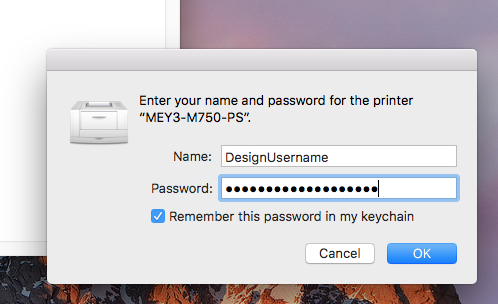 Enter your name and password for the printer
“MEY3-M750-PS”.
Name: DesignUsername
Password: ●●●●●●●●●●●●●●●●●●●
Remember this password in my keychain
Cancel OK